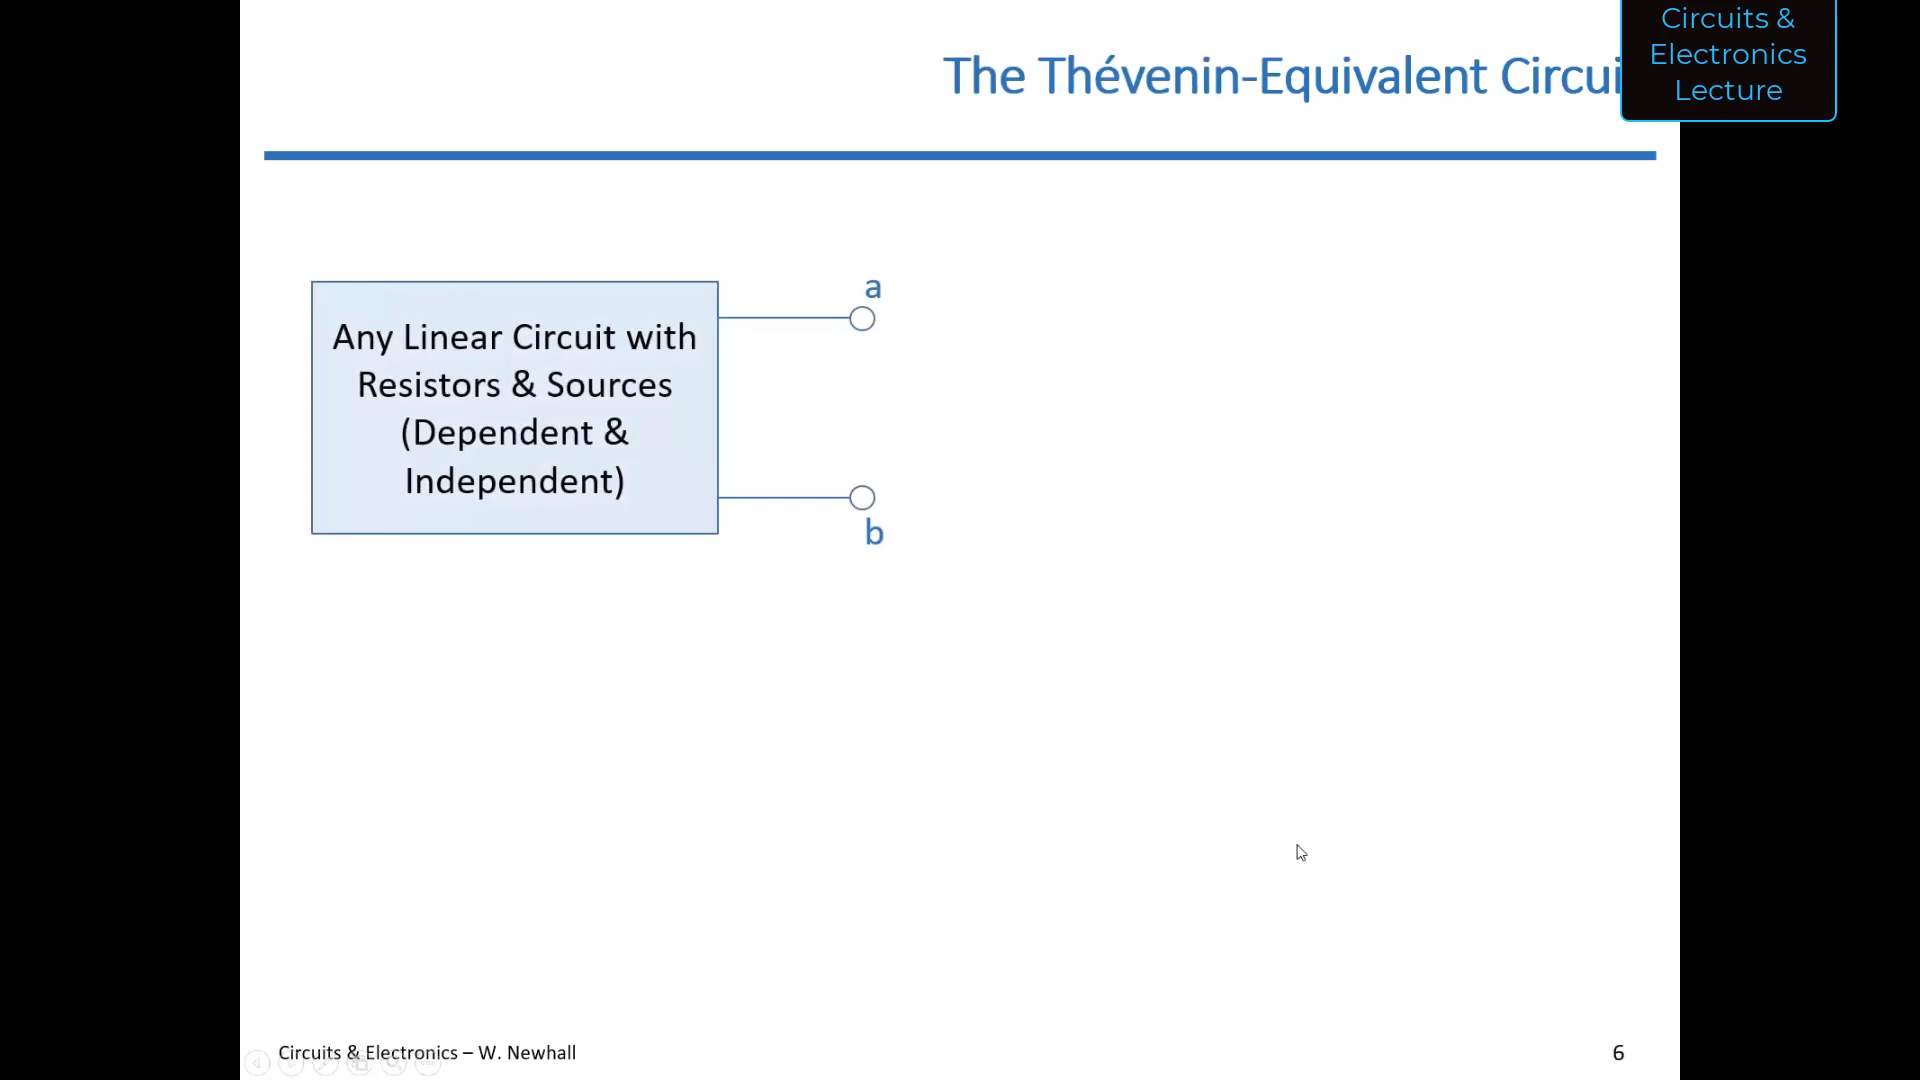 The Thévenin-Equivalent Circui
Circuits &
Electronics
Lecture
a
Any Linear Circuit with
Resistors & Sources
(Dependent &
Independent)
b
Circuits & Electronics – W. Newhall
6